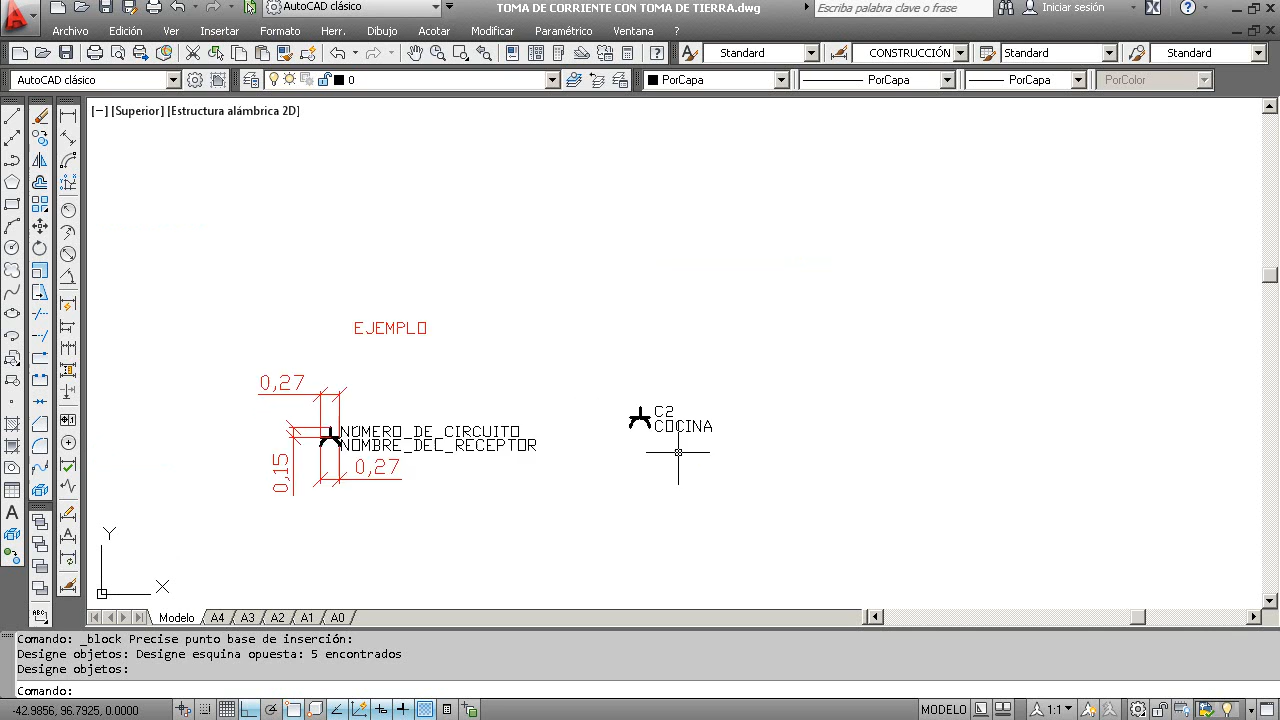 AutoCAD clásico
TOMA DE CORRIENTE CON TOMA DE TIERRA.dwg
Escriba palabra clave o frase
Iniciar sesión
Archivo Edición Ver Insertar Formato Herr. Dibujo Acotar Modificar Paramétrico Ventana ?
Standard CONSTRUCCIÓN Standard Standard
AutoCAD clásico 0 PorCapa PorCapa PorCapa PorColor
[−] [Superior] [Estructura alámbrica 2D]
EJEMPLO
0,27
NÚMERO_DE_CIRCUITO
NOMBRE_DEL_RECEPTOR
0,15
0,27
C2
COCINA
Y
X
Modelo A4 A3 A2 A1 A0
Comando: _block Precise punto base de inserción:
Designe objetos: Designe esquina opuesta: 5 encontrados
Designe objetos:
Comando:
-42.9856, 96.7925, 0.0000
MODELO
1:1